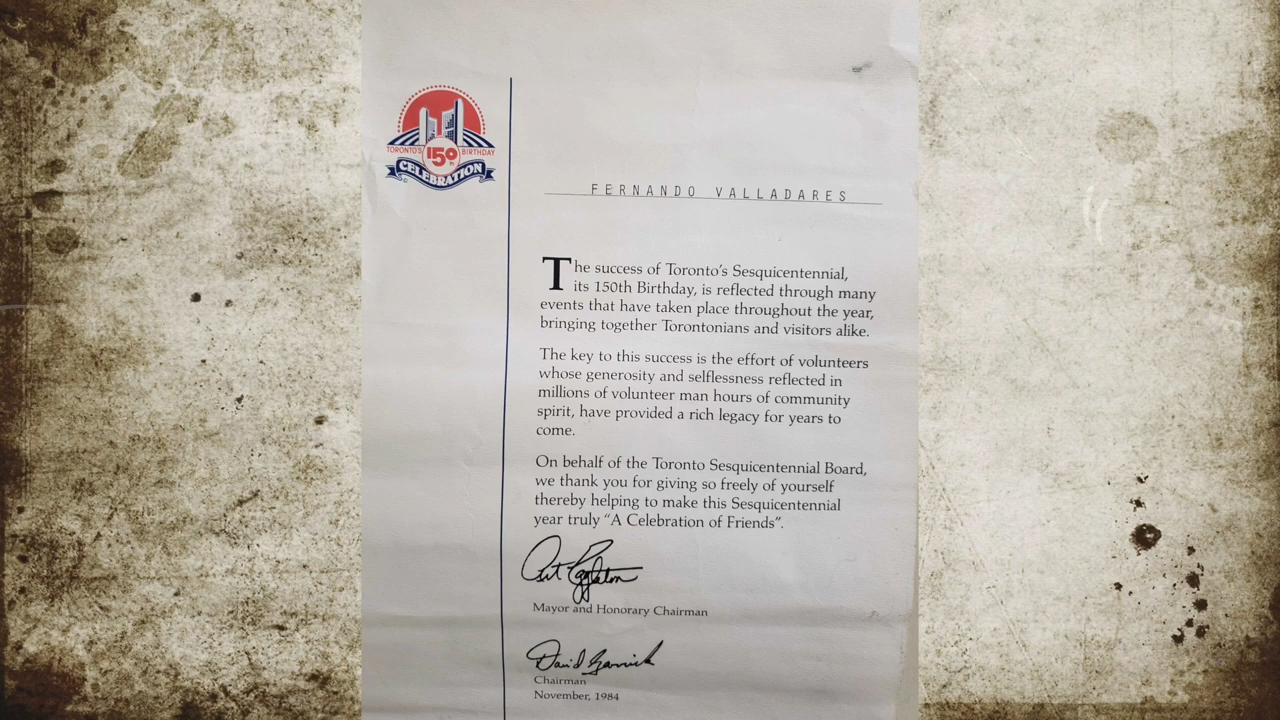 TORONTO'S 150TH BIRTHDAY
CELEBRATION
FERNANDO VALLADARES
The success of Toronto's Sesquicentennial,
its 150th Birthday, is reflected through many
events that have taken place throughout the year,
bringing together Torontonians and visitors alike.
The key to this success is the effort of volunteers
whose generosity and selflessness reflected in
millions of volunteer man hours of community
spirit, have provided a rich legacy for years to
come.
On behalf of the Toronto Sesquicentennial Board,
we thank you for giving so freely of yourself
thereby helping to make this Sesquicentennial
year truly “A Celebration of Friends”.
Art Eggleton
Mayor and Honorary Chairman
David Garrick
Chairman
November, 1984